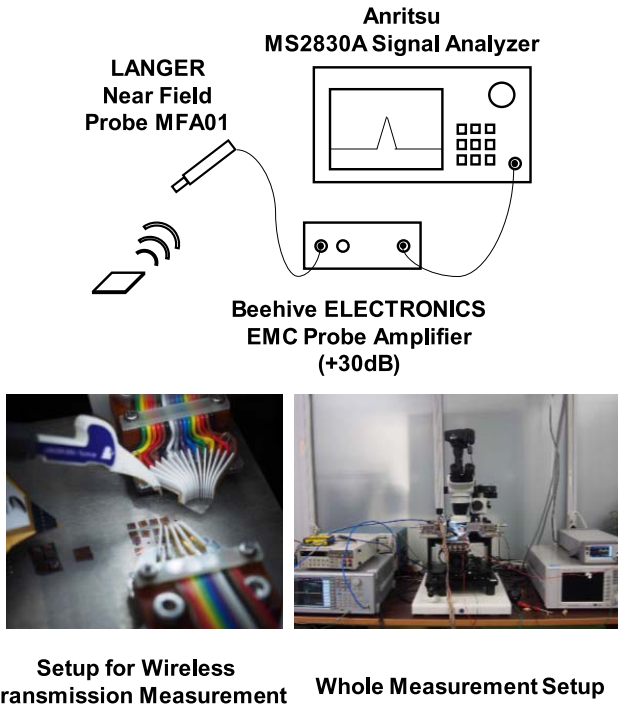 Anritsu
MS2830A Signal Analyzer
LANGER
Near Field
Probe MFA01
Beehive ELECTRONICS
EMC Probe Amplifier
(+30dB)
Setup for Wireless
ransmission Measurement
Whole Measurement Setup